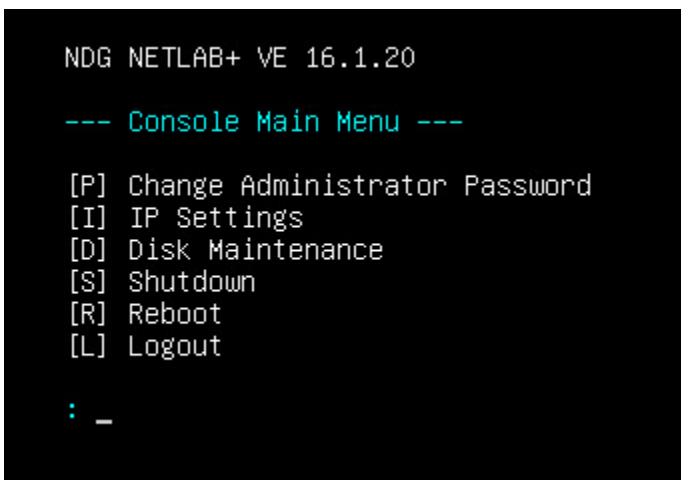 NDG NETLAB+ VE 16.1.20
--- Console Main Menu ---
[P] Change Administrator Password
[I] IP Settings
[D] Disk Maintenance
[S] Shutdown
[R] Reboot
[L] Logout
: _